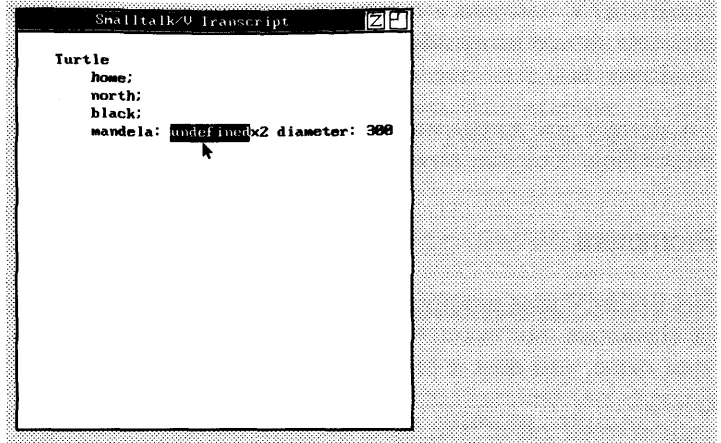 Smalltalk/V Transcript
Turtle
home;
north;
black;
mandela: undefinedx2 diameter: 300